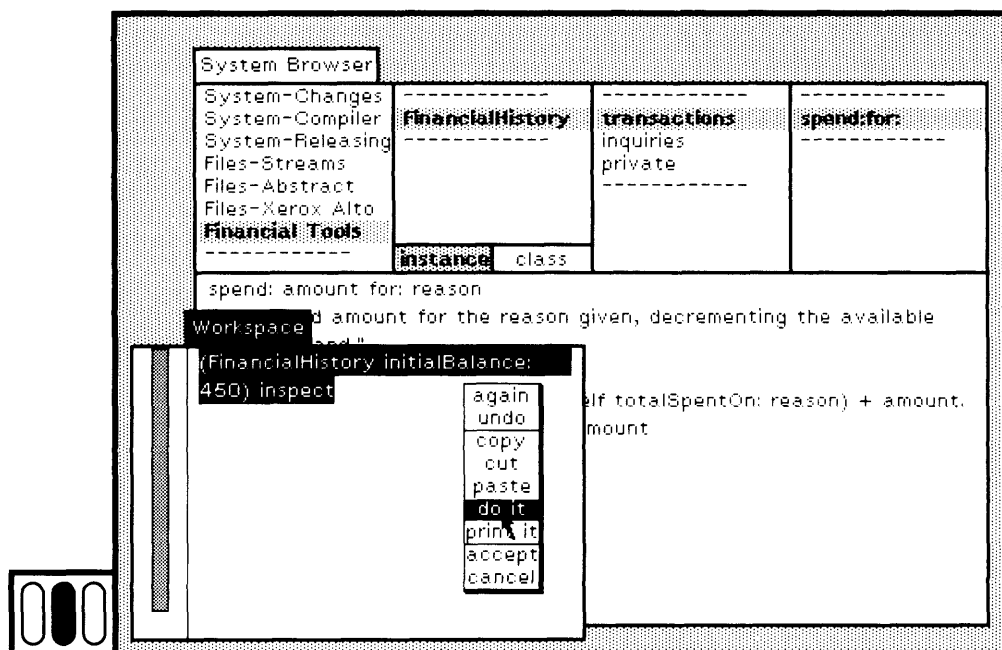 System Browser
System-Changes
System-Compiler
System-Releasing
Files-Streams
Files-Abstract
Files-Xerox Alto
Financial Tools
FinancialHistory
instance class
transactions
inquiries
private
spend:for:
spend: amount for: reason
amount for the reason given, decrementing the available
Workspace
(FinancialHistory initialBalance:
450) inspect
totalSpentOn: reason) + amount.
again
undo
copy
cut
paste
do it
print it
accept
cancel